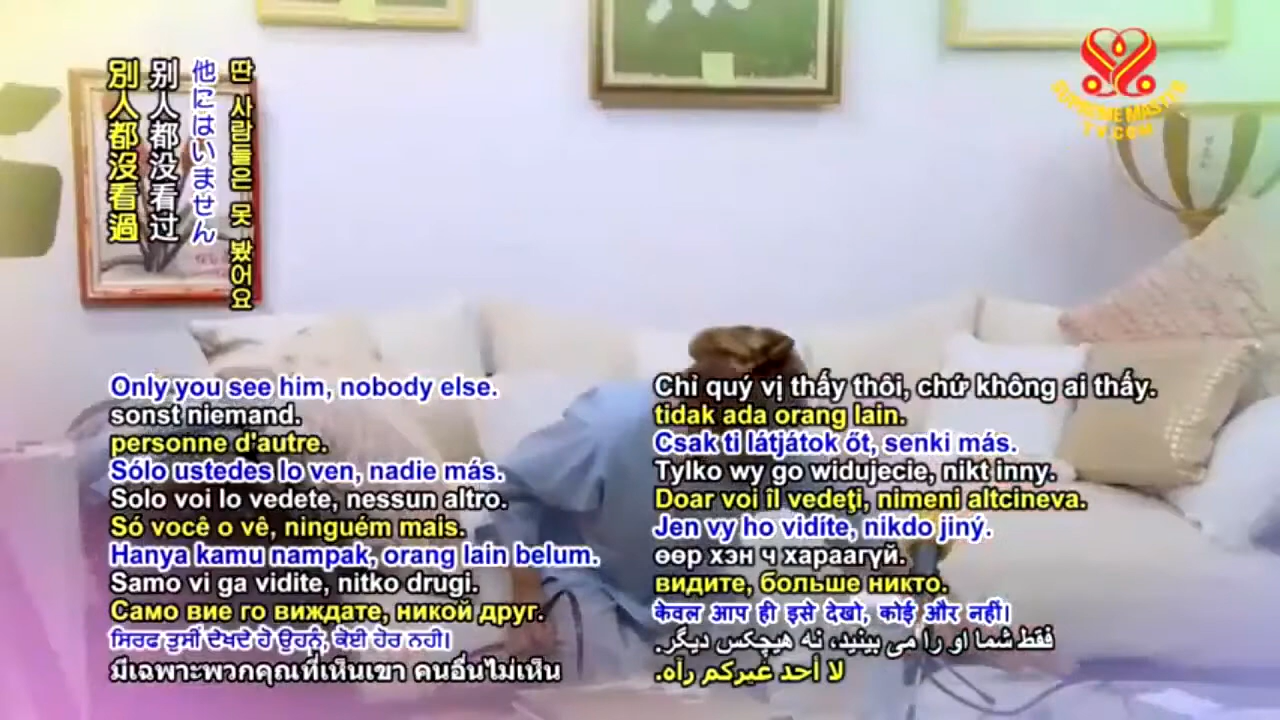 SUPREME MASTER
TV.COM
別人都沒看過
别人都没看过
他にはいません
딴 사람들은 못 봤어요
Only you see him, nobody else.
sonst niemand.
personne d'autre.
Sólo ustedes lo ven, nadie más.
Solo voi lo vedete, nessun altro.
Só você o vê, ninguém mais.
Hanya kamu nampak, orang lain belum.
Samo vi ga vidite, nitko drugi.
Само вие го виждате, никой друг.
ਸਿਰਫ ਤੁਸੀਂ ਦੇਖਦੇ ਹੋ ਉਹਨੂੰ, ਕੋਈ ਹੋਰ ਨਹੀ।
มีเฉพาะพวกคุณที่เห็นเขา คนอื่นไม่เห็น
Chỉ quý vị thấy thôi, chứ không ai thấy.
tidak ada orang lain.
Csak ti látjátok őt, senki más.
Tylko wy go widujecie, nikt inny.
Doar voi îl vedeţi, nimeni altcineva.
Jen vy ho vidíte, nikdo jiný.
өөр хэн ч хараагүй.
видите, больше никто.
केवल आप ही इसे देखो, कोई और नहीं।
فقط شما او را می بینید، نه هیچکس دیگر.
لا أحد غيركم رآه.